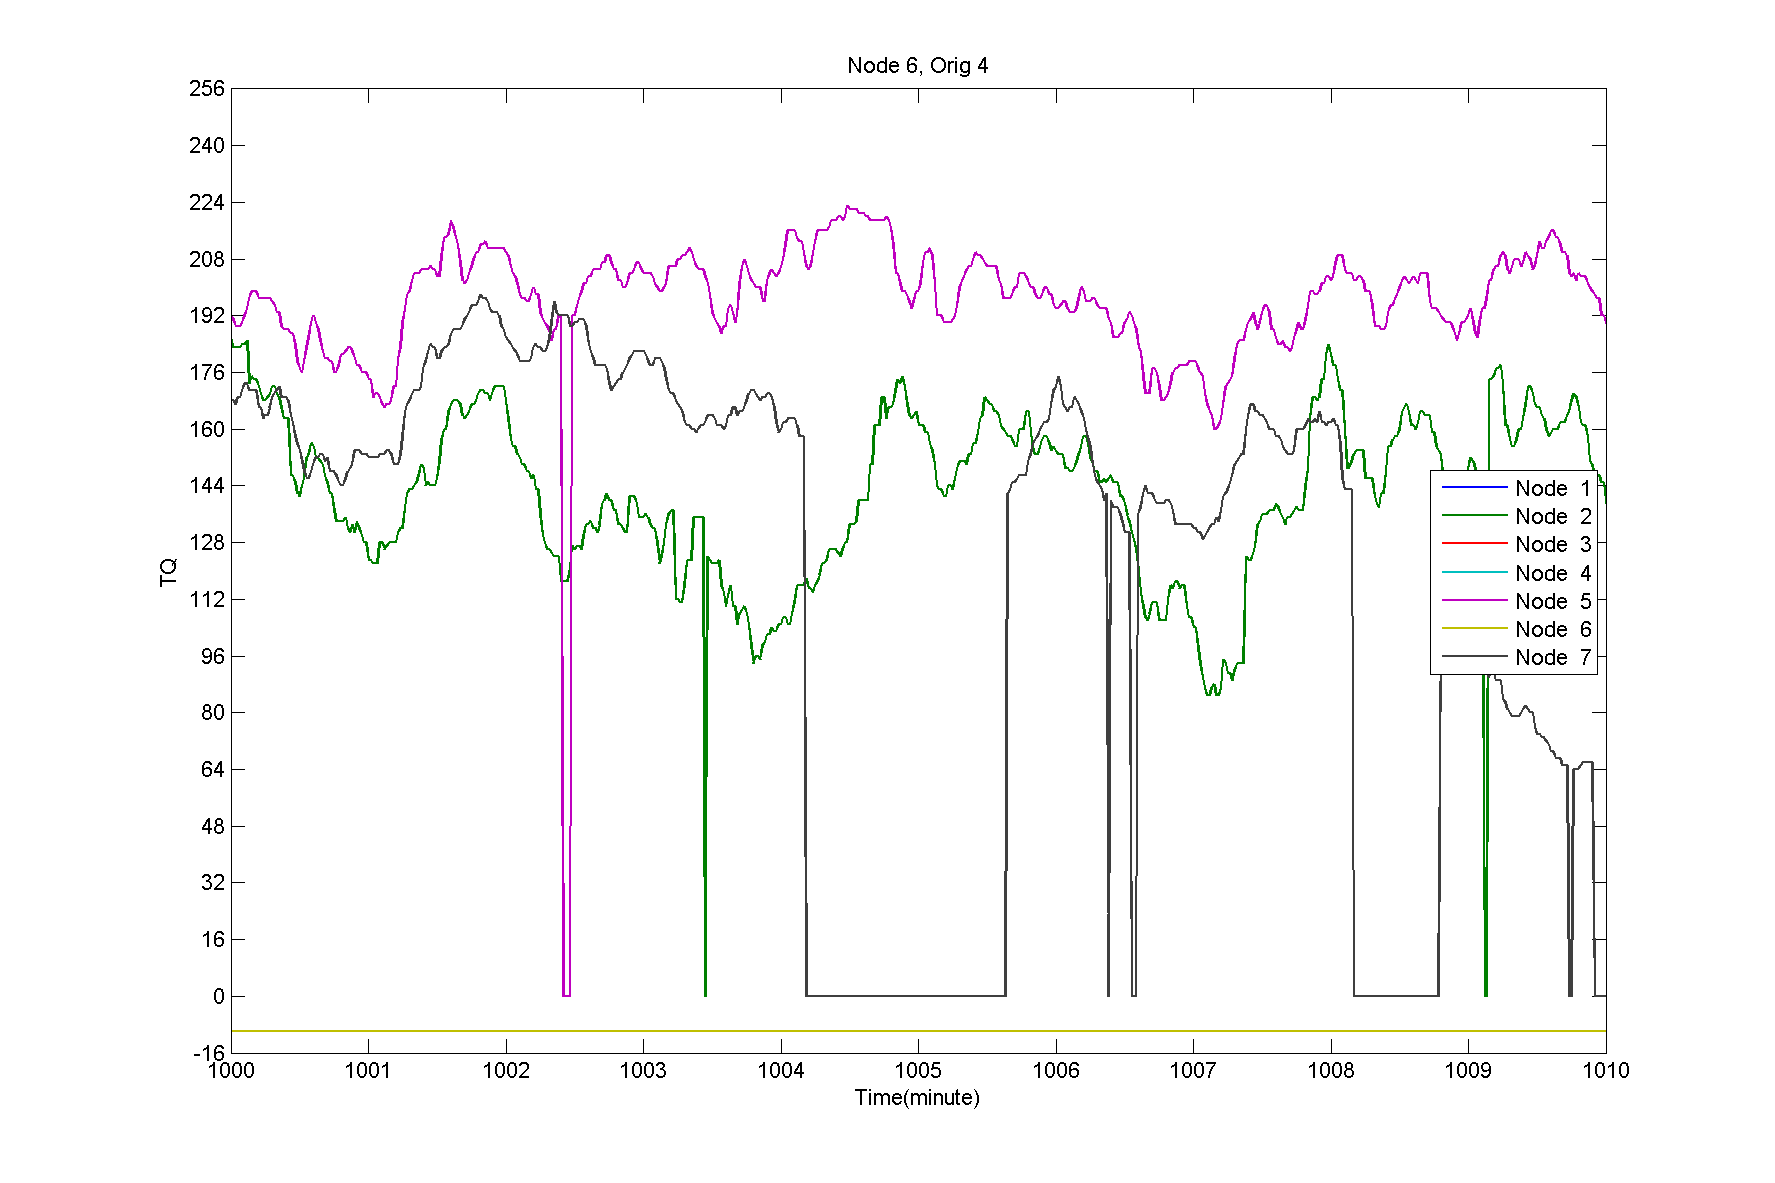 Node 6, Orig 4
256
240
224
208
192
176
160
144
128
112
96
80
64
48
32
16
0
-16
TQ
Node 1
Node 2
Node 3
Node 4
Node 5
Node 6
Node 7
1000 1001 1002 1003 1004 1005 1006 1007 1008 1009 1010
Time(minute)